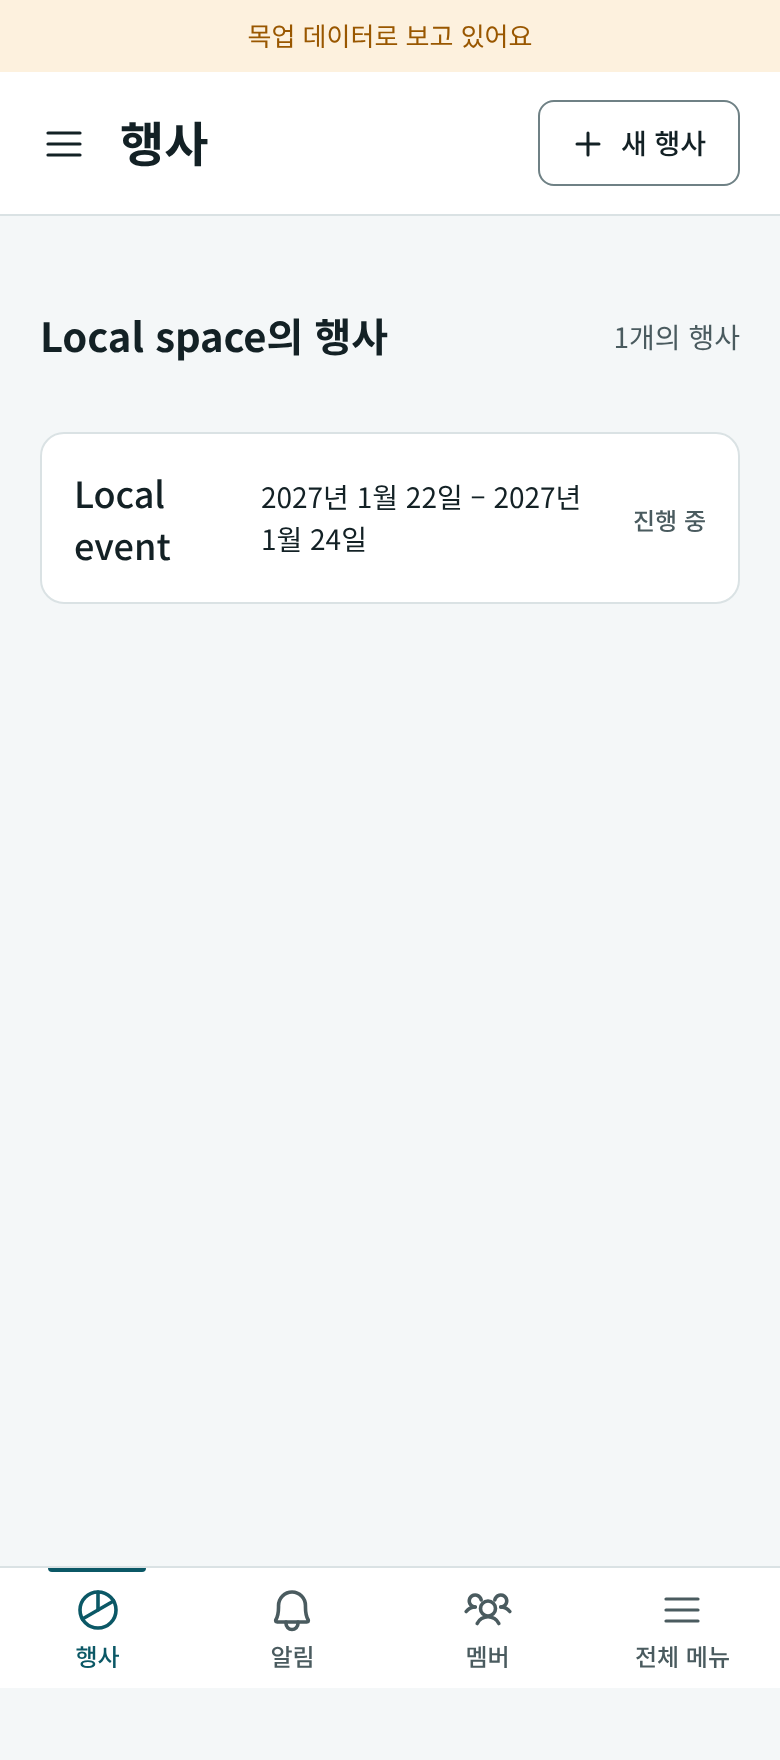 목업 데이터로 보고 있어요
행사
새 행사
Local space의 행사
1개의 행사
Local
event
2027년 1월 22일 – 2027년
1월 24일
진행 중
행사
알림
멤버
전체 메뉴